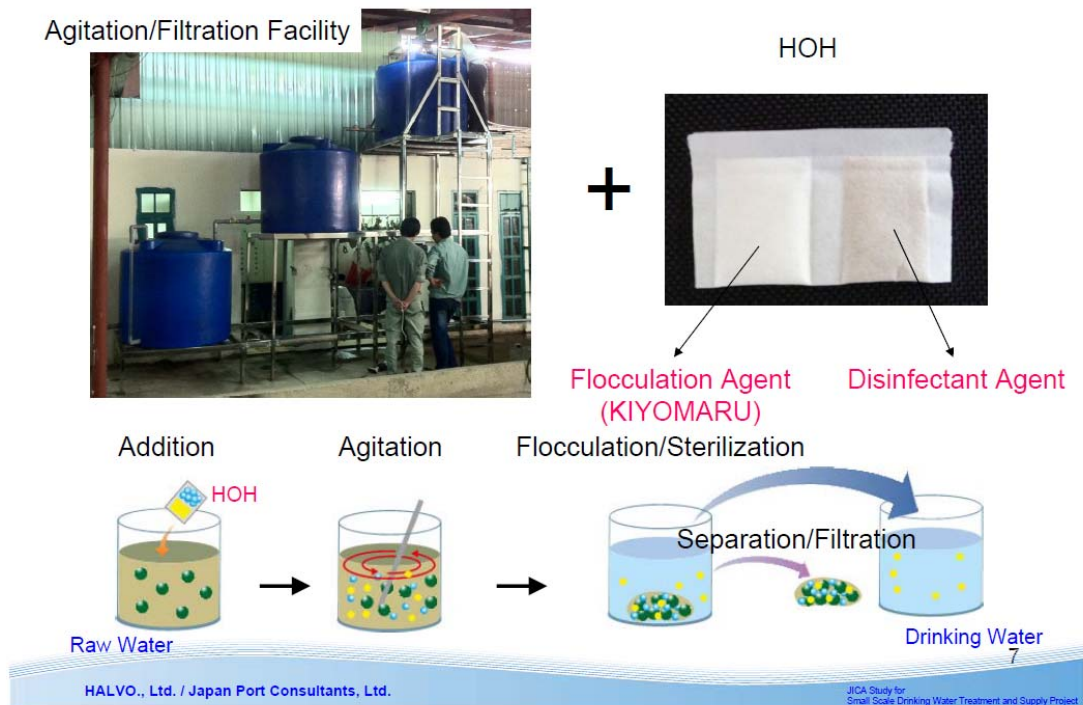 Agitation/Filtration Facility
HOH
+
Flocculation Agent
(KIYOMARU)
Disinfectant Agent
Addition
Agitation
Flocculation/Sterilization
HOH
Separation/Filtration
Raw Water
Drinking Water
7
HALVO., Ltd. / Japan Port Consultants, Ltd.
JICA Study for
Small Scale Drinking Water Treatment and Supply Project